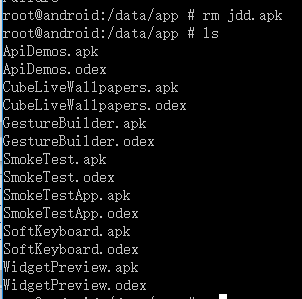 Failure
root@android:/data/app # rm jdd.apk
root@android:/data/app # ls
ApiDemos.apk
ApiDemos.odex
CubeLiveWallpapers.apk
CubeLiveWallpapers.odex
GestureBuilder.apk
GestureBuilder.odex
SmokeTest.apk
SmokeTest.odex
SmokeTestApp.apk
SmokeTestApp.odex
SoftKeyboard.apk
SoftKeyboard.odex
WidgetPreview.apk
WidgetPreview.odex